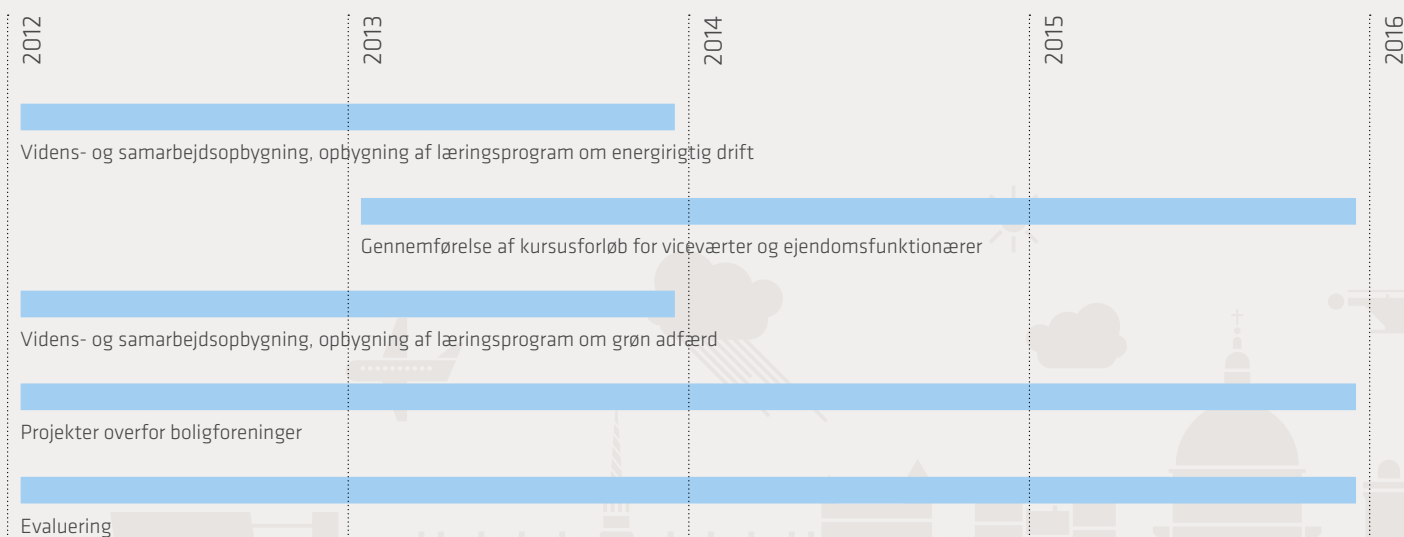 2012
2013
2014
2015
2016
Videns- og samarbejdsopbygning, opbygning af læringsprogram om energirigtig drift
Gennemførelse af kursusforløb for viceværter og ejendomsfunktionærer
Videns- og samarbejdsopbygning, opbygning af læringsprogram om grøn adfærd
Projekter overfor boligforeninger
Evaluering